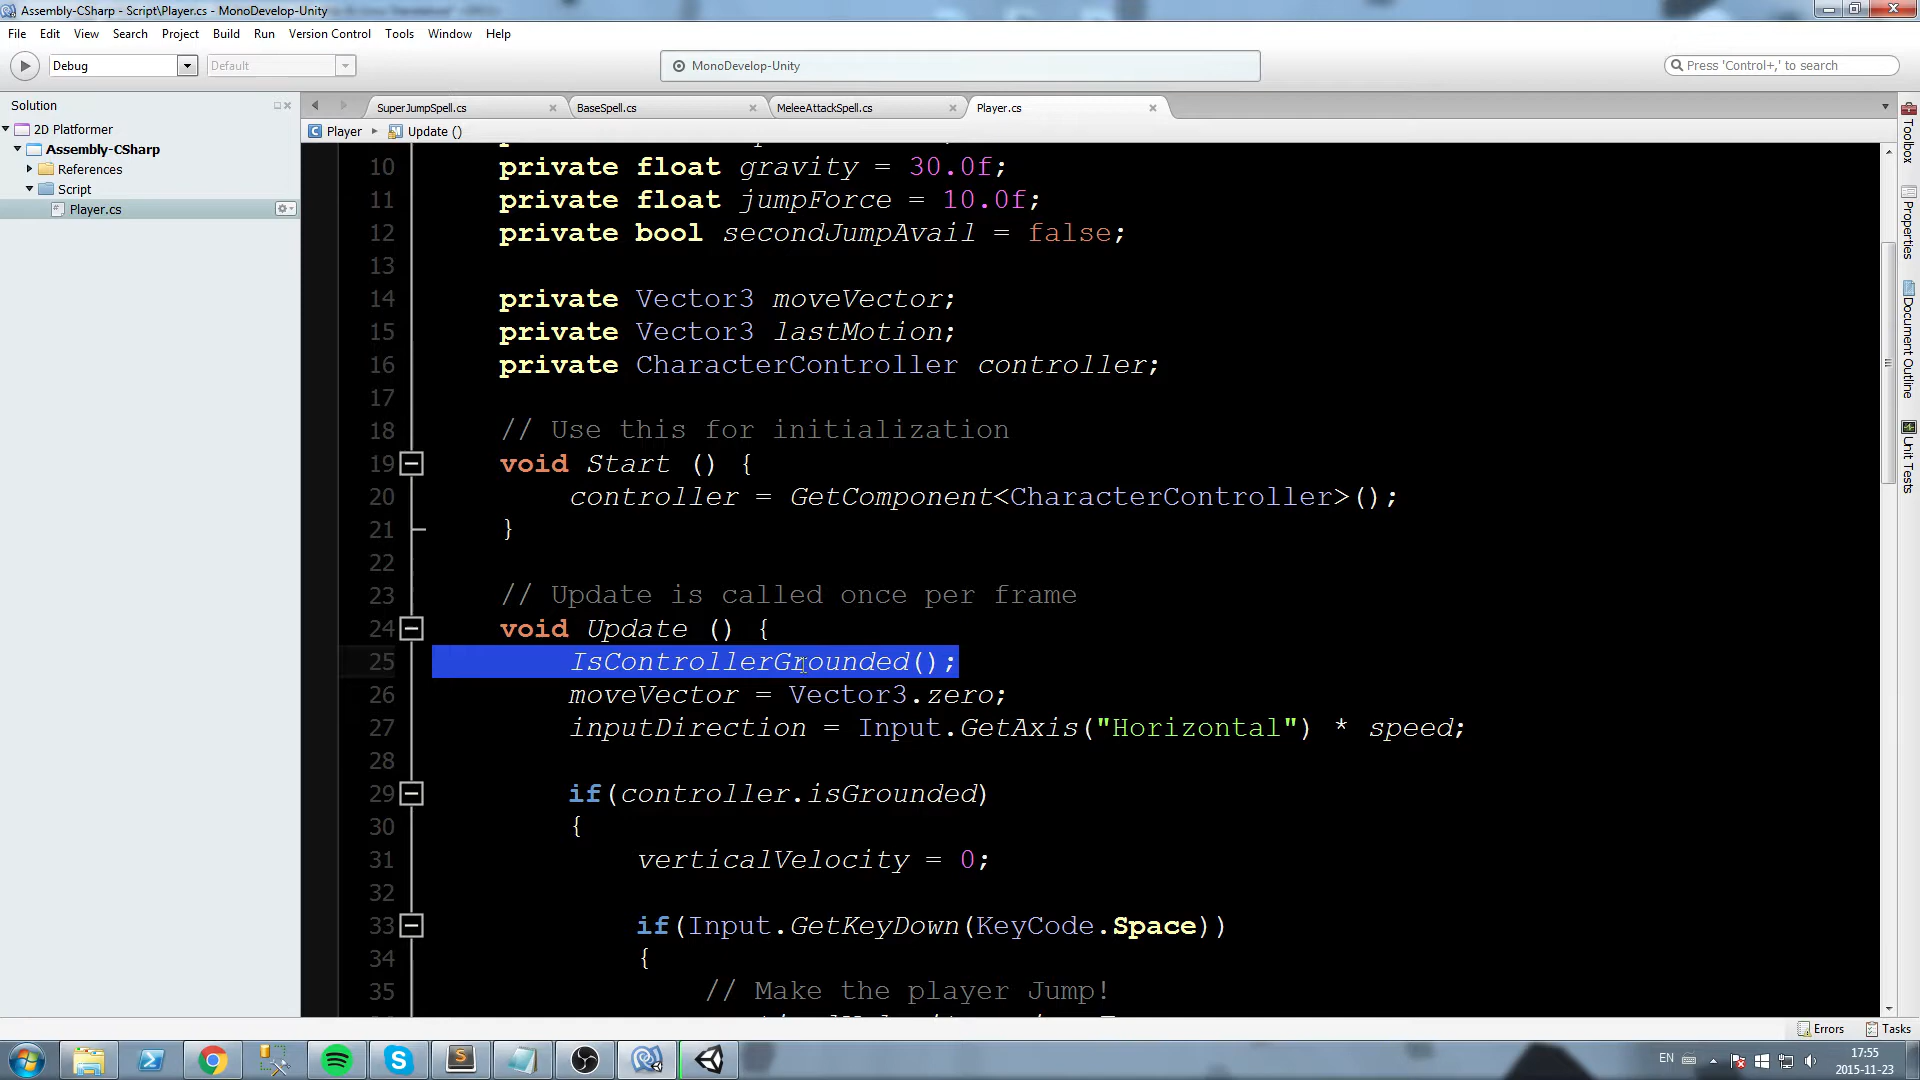 Assembly-CSharp - Script\Player.cs - MonoDevelop-Unity
File Edit View Search Project Build Run Version Control Tools Window Help
Debug Default MonoDevelop-Unity Press 'Control+,' to search
Solution
2D Platformer
Assembly-CSharp
References
Script
Player.cs
SuperJumpSpell.cs BaseSpell.cs MeleeAttackSpell.cs Player.cs
Player Update ()
10 private float gravity = 30.0f;
11 private float jumpForce = 10.0f;
12 private bool secondJumpAvail = false;
13
14 private Vector3 moveVector;
15 private Vector3 lastMotion;
16 private CharacterController controller;
17
18 // Use this for initialization
19 void Start () {
20 controller = GetComponent<CharacterController>();
21 }
22
23 // Update is called once per frame
24 void Update () {
25 IsControllerGrounded();
26 moveVector = Vector3.zero;
27 inputDirection = Input.GetAxis("Horizontal") * speed;
28
29 if(controller.isGrounded)
30 {
31 verticalVelocity = 0;
32
33 if(Input.GetKeyDown(KeyCode.Space))
34 {
35 // Make the player Jump!
Toolbox
Properties
Document Outline
Unit Tests
Errors Tasks
EN
17:55
2015-11-23